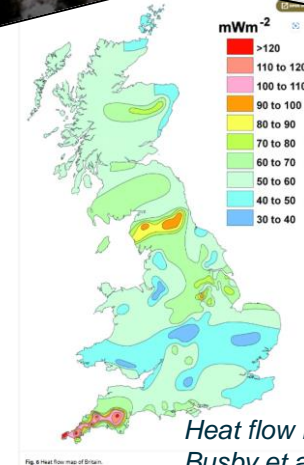 mWm-2
>120
110 to 120
100 to 110
90 to 100
80 to 90
70 to 80
60 to 70
50 to 60
40 to 50
30 to 40
Heat flow
Busby et a
Fig. 6 Heat flow map of Britain.